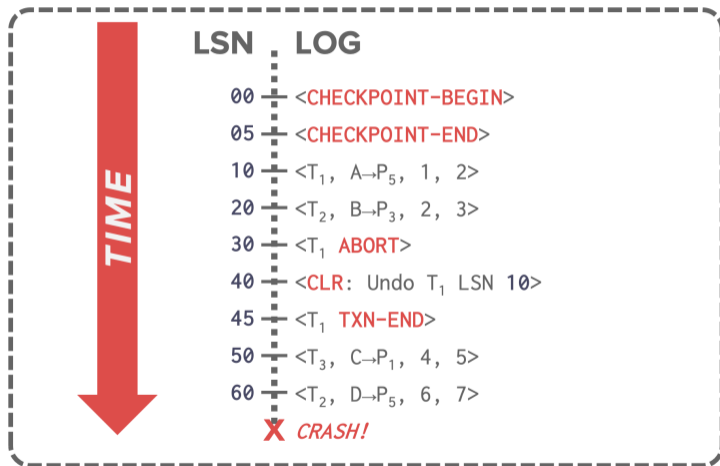 LSN LOG
00 <CHECKPOINT-BEGIN>
05 <CHECKPOINT-END>
10 <T₁, A→P₅, 1, 2>
20 <T₂, B→P₃, 2, 3>
30 <T₁ ABORT>
40 <CLR: Undo T₁ LSN 10>
45 <T₁ TXN-END>
50 <T₃, C→P₁, 4, 5>
60 <T₂, D→P₅, 6, 7>
X CRASH!
TIME